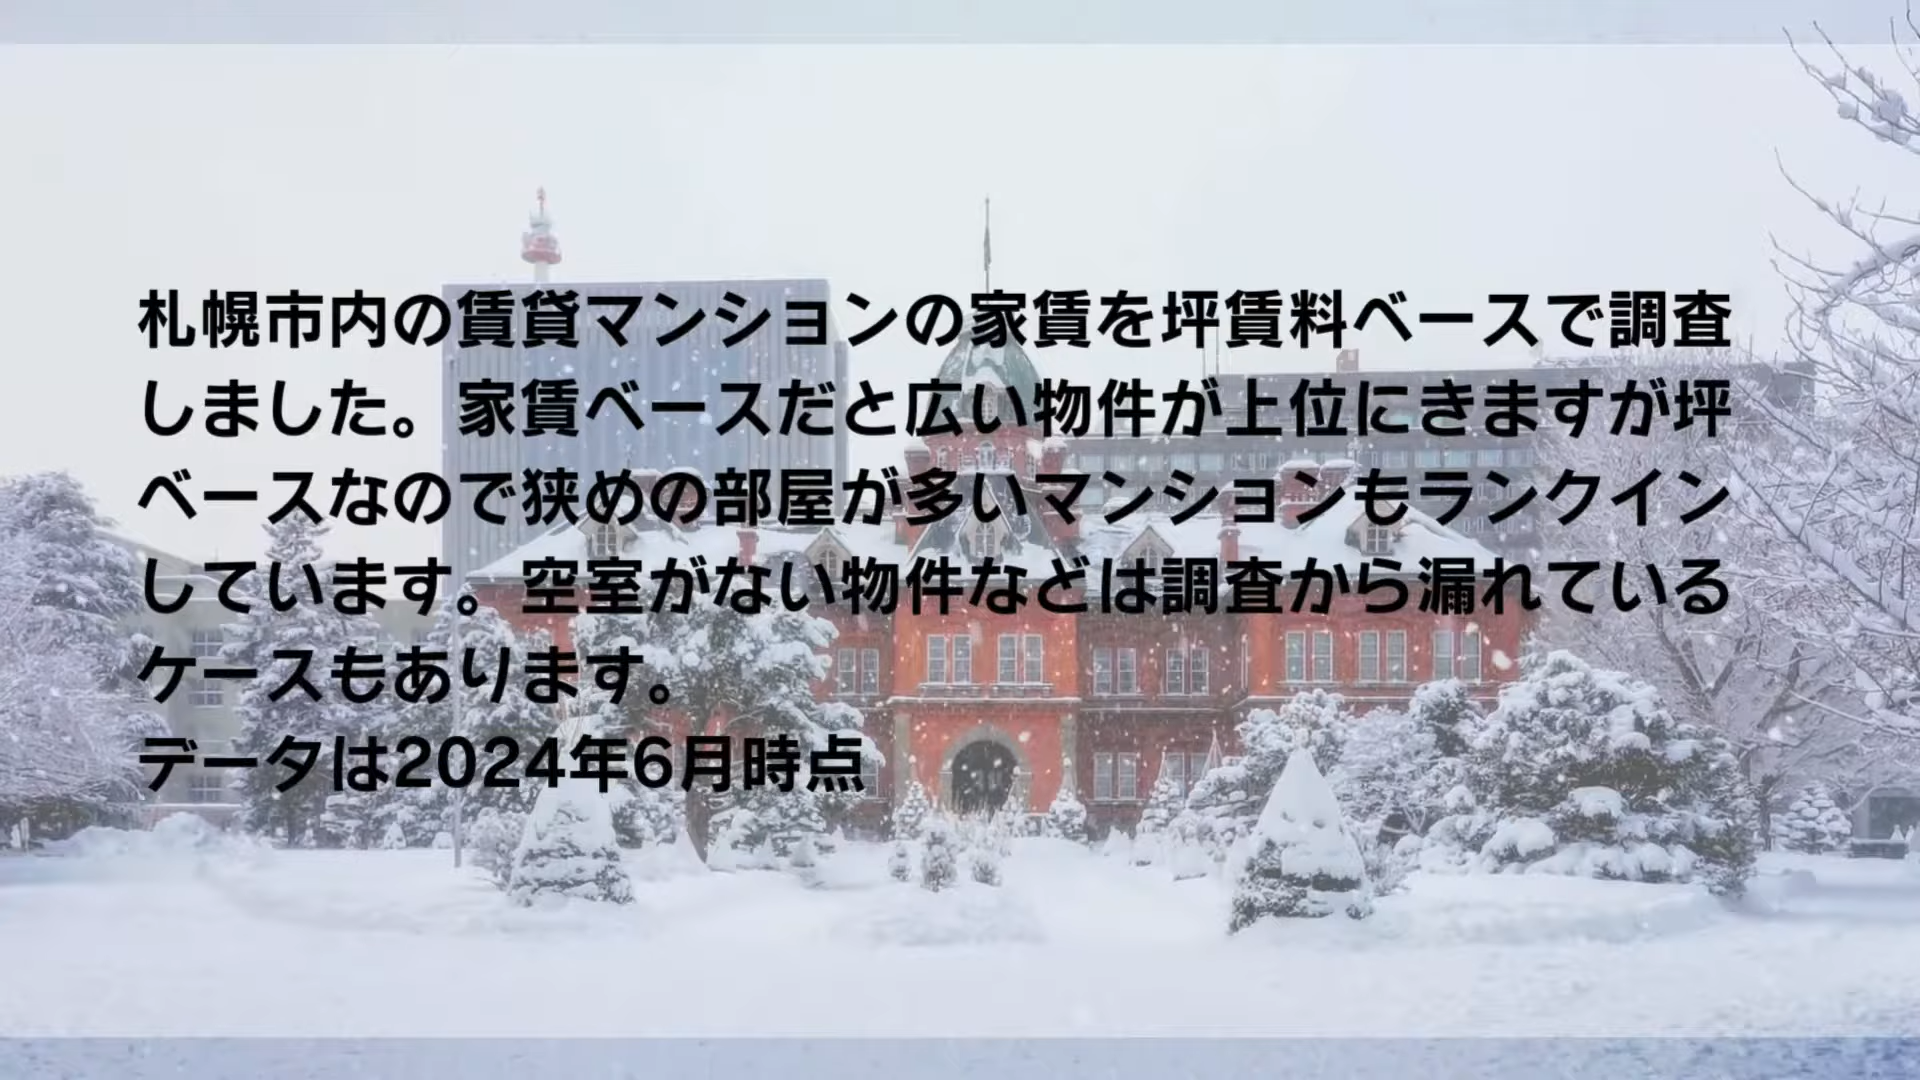 札幌市内の賃貸マンションの家賃を坪賃料ベースで調査
しました。家賃ベースだと広い物件が上位にきますが坪
ベースなので狭めの部屋が多いマンションもランクイン
しています。空室がない物件などは調査から漏れている
ケースもあります。
データは2024年6月時点